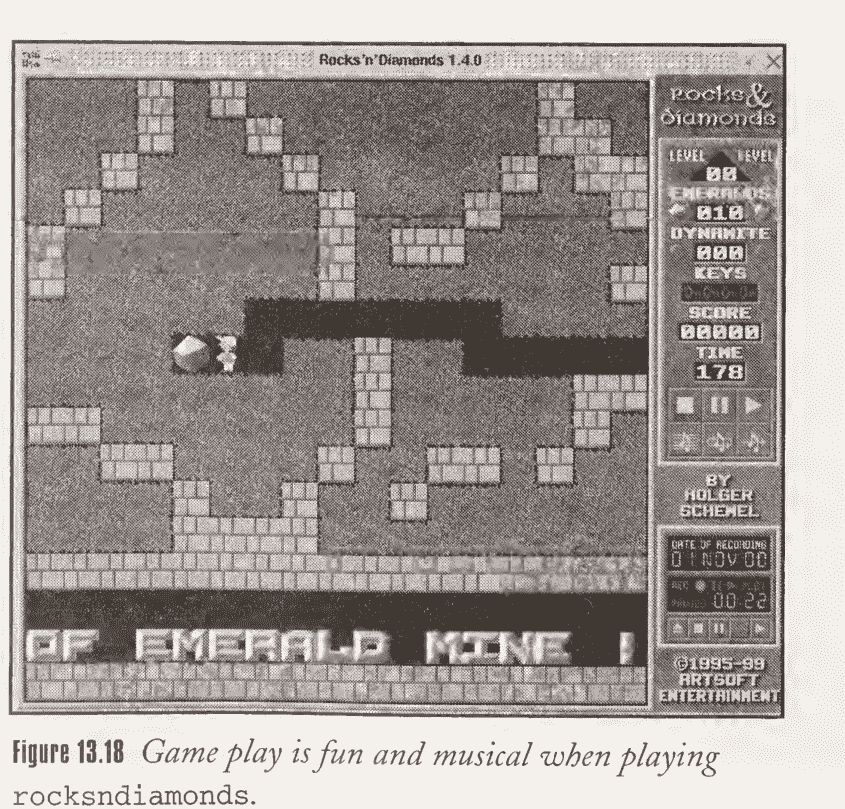 Rocks'n'Diamonds 1.4.0
Rocks&
diamonds
LEVEL LEVEL
00
EMERALDS
010
DYNAMITE
000
KEYS
SCORE
00000
TIME
178
BY
HOLGER
SCHEMEL
DATE OF RECORDING
01 NOV 00
00:22
OF EMERALD MINE
©1995-99
ARTSOFT
ENTERTAINMENT
Figure 13.18 Game play is fun and musical when playing
rocksndiamonds.